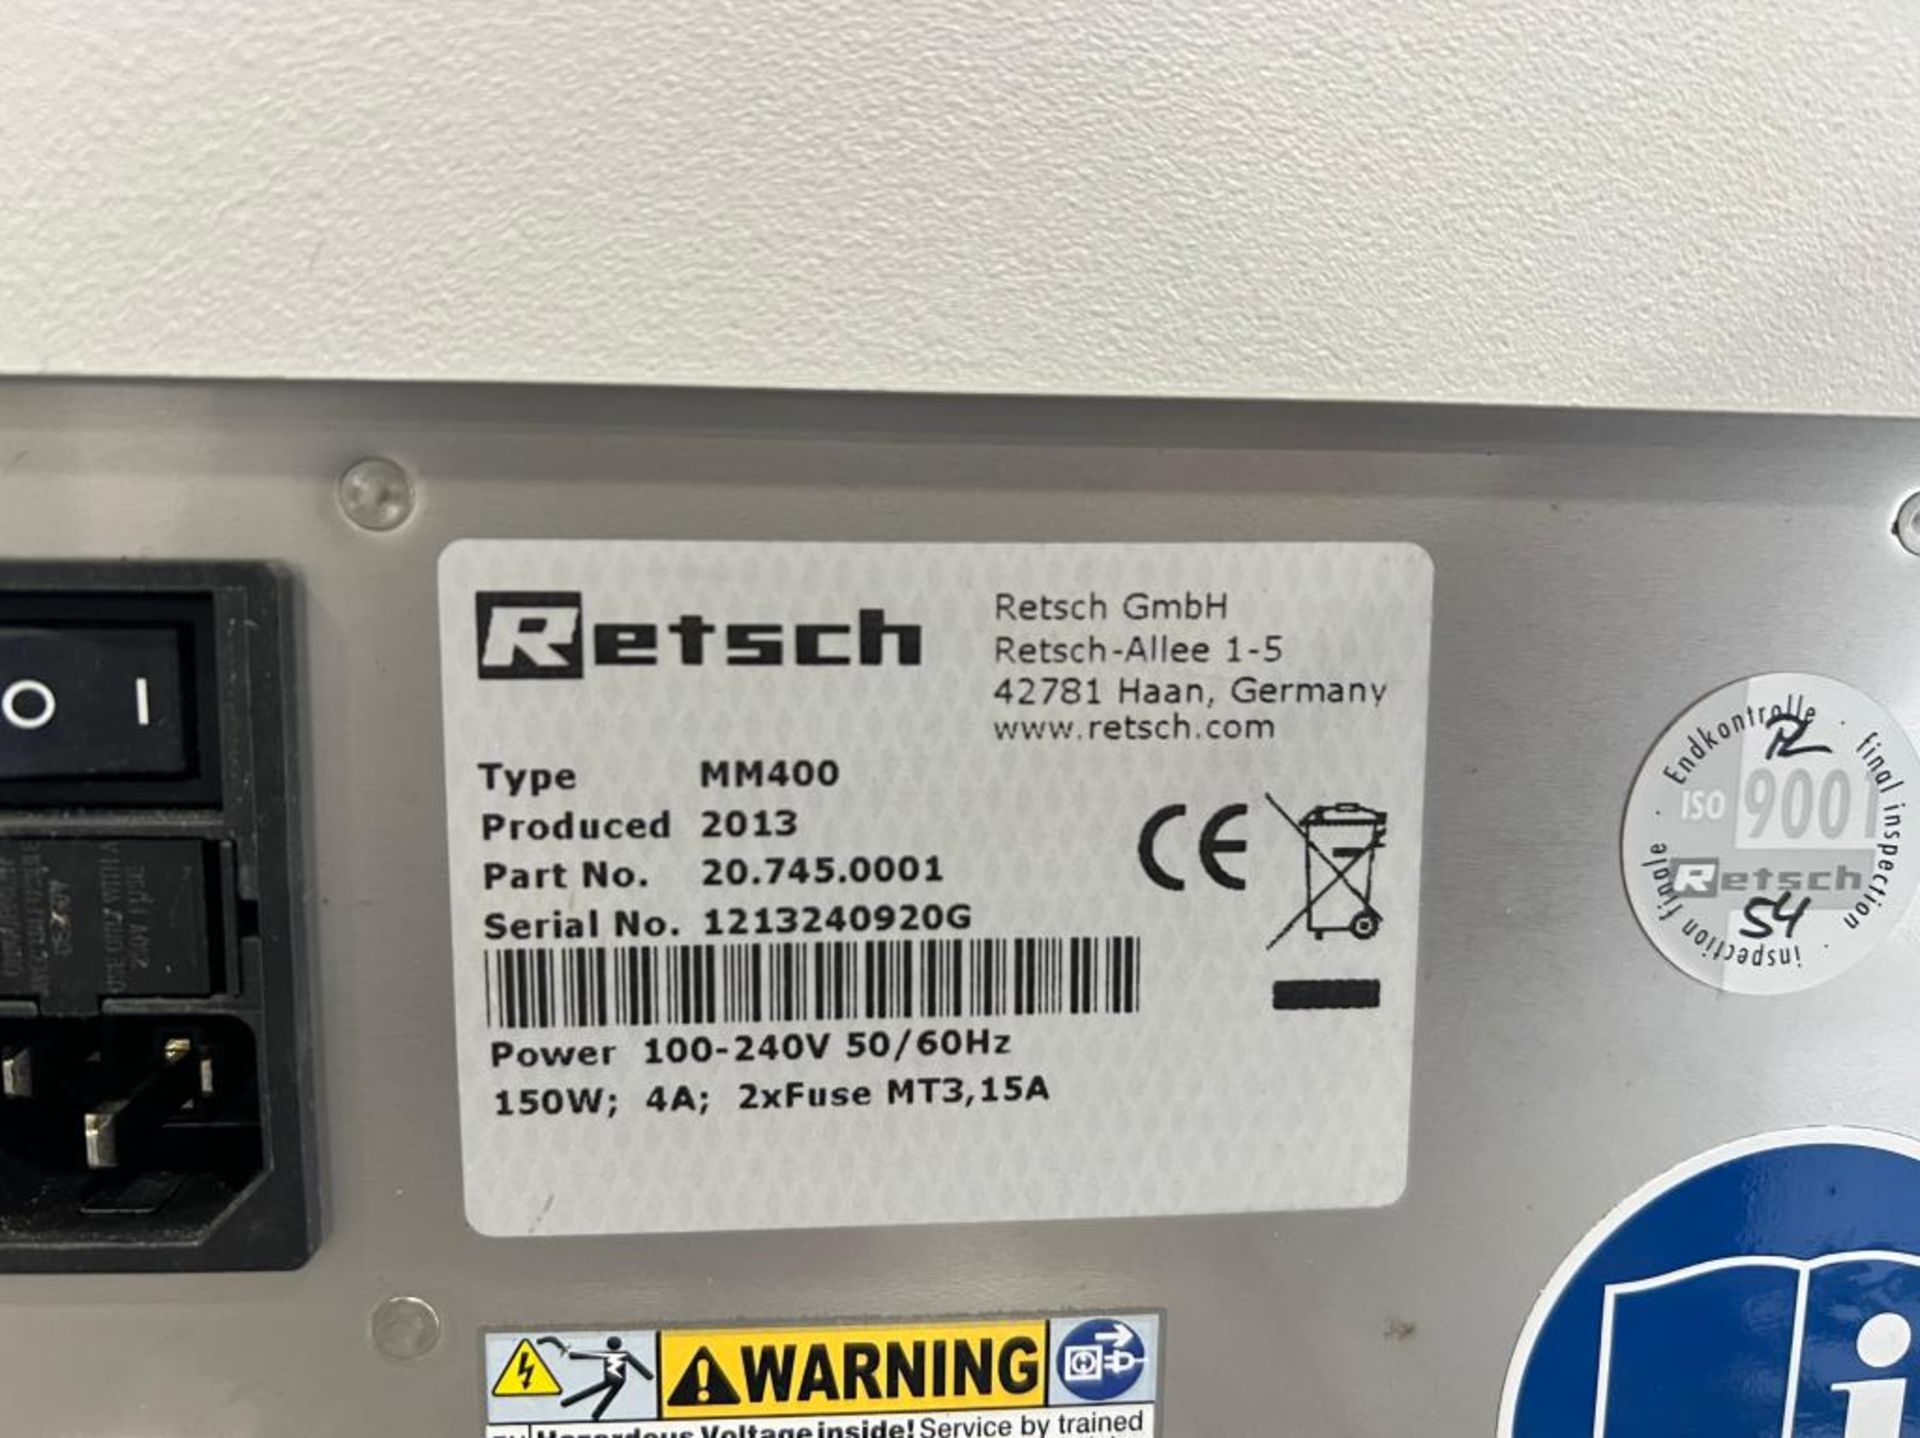 Retsch
Retsch GmbH
Retsch-Allee 1-5
42781 Haan, Germany
www.retsch.com
Type MM400
Produced 2013
Part No. 20.745.0001
Serial No. 1213240920G
CE
Power 100-240V 50/60Hz
150W; 4A; 2xFuse MT3,15A
O I
Endkontrolle · final inspection · inspection finale ·
ISO 9001
Retsch
54
WARNING
Hazardous Voltage inside! Service by trained
i